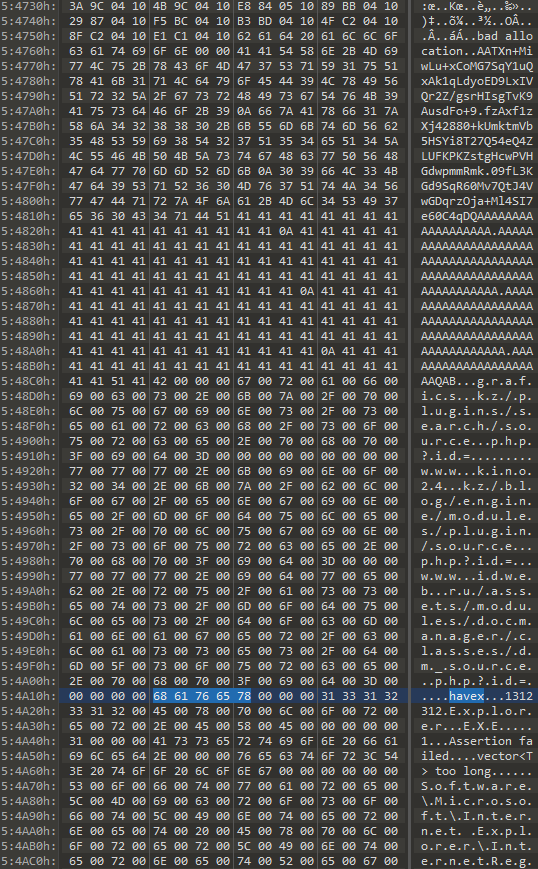 5:4730h: 3A 9C 04 10 4B 9C 04 10 E8 84 05 10 89 BB 04 10 :œ..Kœ..è„..‰»..
5:4740h: 29 87 04 10 F5 BC 04 10 B3 BD 04 10 4F C2 04 10 )‡..õ¼..³½..OÂ..
5:4750h: 8F C2 04 10 E1 C1 04 10 62 61 64 20 61 6C 6C 6F .Â..áÁ..bad allo
5:4760h: 63 61 74 69 6F 6E 00 00 41 41 54 58 6E 2B 4D 69 cation..AATXn+Mi
5:4770h: 77 4C 75 2B 78 43 6F 4D 47 37 53 71 59 31 75 51 wLu+xCoMG7SqY1uQ
5:4780h: 78 41 6B 31 71 4C 64 79 6F 45 44 39 4C 78 49 56 xAk1qLdyoED9LxIV
5:4790h: 51 72 32 5A 2F 67 73 72 48 49 73 67 54 76 4B 39 Qr2Z/gsrHIsgTvK9
5:47A0h: 41 75 73 64 46 6F 2B 39 0A 66 7A 41 78 66 31 7A AusdFo+9.fzAxf1z
5:47B0h: 58 6A 34 32 38 38 30 2B 6B 55 6D 6B 74 6D 56 62 Xj42880+kUmktmVb
5:47C0h: 35 48 53 59 69 38 54 32 37 51 35 34 65 51 34 5A 5HSYi8T27Q54eQ4Z
5:47D0h: 4C 55 46 4B 50 4B 5A 73 74 67 48 63 77 50 56 48 LUFKPKZstgHcwPVH
5:47E0h: 47 64 77 70 6D 6D 52 6D 6B 0A 30 39 66 4C 33 4B GdwpmmRmk.09fL3K
5:47F0h: 47 64 39 53 71 52 36 30 4D 76 37 51 74 4A 34 56 Gd9SqR60Mv7QtJ4V
5:4800h: 77 47 44 71 72 7A 4F 6A 61 2B 4D 6C 34 53 49 37 wGDqrzOja+Ml4SI7
5:4810h: 65 36 30 43 34 71 44 51 41 41 41 41 41 41 41 41 e60C4qDQAAAAAAAA
5:4820h: 41 41 41 41 41 41 41 41 41 41 0A 41 41 41 41 41 AAAAAAAAAA.AAAAA
5:4830h: 41 41 41 41 41 41 41 41 41 41 41 41 41 41 41 41 AAAAAAAAAAAAAAAA
5:4840h: 41 41 41 41 41 41 41 41 41 41 41 41 41 41 41 41 AAAAAAAAAAAAAAAA
5:4850h: 41 41 41 41 41 41 41 41 41 41 41 41 41 41 41 41 AAAAAAAAAAAAAAAA
5:4860h: 41 41 41 41 41 41 41 41 41 41 41 0A 41 41 41 41 AAAAAAAAAAA.AAAA
5:4870h: 41 41 41 41 41 41 41 41 41 41 41 41 41 41 41 41 AAAAAAAAAAAAAAAA
5:4880h: 41 41 41 41 41 41 41 41 41 41 41 41 41 41 41 41 AAAAAAAAAAAAAAAA
5:4890h: 41 41 41 41 41 41 41 41 41 41 41 41 41 41 41 41 AAAAAAAAAAAAAAAA
5:48A0h: 41 41 41 41 41 41 41 41 41 41 41 41 0A 41 41 41 AAAAAAAAAAAA.AAA
5:48B0h: 41 41 41 41 41 41 41 41 41 41 41 41 41 41 41 41 AAAAAAAAAAAAAAAA
5:48C0h: 41 41 51 41 42 00 00 00 67 00 72 00 61 00 66 00 AAQAB...g.r.a.f.
5:48D0h: 69 00 63 00 73 00 2E 00 6B 00 7A 00 2F 00 70 00 i.c.s...k.z./.p.
5:48E0h: 6C 00 75 00 67 00 69 00 6E 00 73 00 2F 00 73 00 l.u.g.i.n.s./.s.
5:48F0h: 65 00 61 00 72 00 63 00 68 00 2F 00 73 00 6F 00 e.a.r.c.h./.s.o.
5:4900h: 75 00 72 00 63 00 65 00 2E 00 70 00 68 00 70 00 u.r.c.e...p.h.p.
5:4910h: 3F 00 69 00 64 00 3D 00 00 00 00 00 00 00 00 00 ?.i.d.=.........
5:4920h: 77 00 77 00 77 00 2E 00 6B 00 69 00 6E 00 6F 00 w.w.w...k.i.n.o.
5:4930h: 32 00 34 00 2E 00 6B 00 7A 00 2F 00 62 00 6C 00 2.4...k.z./.b.l.
5:4940h: 6F 00 67 00 2F 00 65 00 6E 00 67 00 69 00 6E 00 o.g./.e.n.g.i.n.
5:4950h: 65 00 2F 00 6D 00 6F 00 64 00 75 00 6C 00 65 00 e./.m.o.d.u.l.e.
5:4960h: 73 00 2F 00 70 00 6C 00 75 00 67 00 69 00 6E 00 s./.p.l.u.g.i.n.
5:4970h: 2F 00 73 00 6F 00 75 00 72 00 63 00 65 00 2E 00 /.s.o.u.r.c.e...
5:4980h: 70 00 68 00 70 00 3F 00 69 00 64 00 3D 00 00 00 p.h.p.?.i.d.=...
5:4990h: 77 00 77 00 77 00 2E 00 69 00 64 00 77 00 65 00 w.w.w...i.d.w.e.
5:49A0h: 62 00 2E 00 72 00 75 00 2F 00 61 00 73 00 73 00 b...r.u./.a.s.s.
5:49B0h: 65 00 74 00 73 00 2F 00 6D 00 6F 00 64 00 75 00 e.t.s./.m.o.d.u.
5:49C0h: 6C 00 65 00 73 00 2F 00 64 00 6F 00 63 00 6D 00 l.e.s./.d.o.c.m.
5:49D0h: 61 00 6E 00 61 00 67 00 65 00 72 00 2F 00 63 00 a.n.a.g.e.r./.c.
5:49E0h: 6C 00 61 00 73 00 73 00 65 00 73 00 2F 00 64 00 l.a.s.s.e.s./.d.
5:49F0h: 6D 00 5F 00 73 00 6F 00 75 00 72 00 63 00 65 00 m._.s.o.u.r.c.e.
5:4A00h: 2E 00 70 00 68 00 70 00 3F 00 69 00 64 00 3D 00 ..p.h.p.?.i.d.=.
5:4A10h: 00 00 00 00 68 61 76 65 78 00 00 00 31 33 31 32 ....havex...1312
5:4A20h: 33 31 32 00 45 00 78 00 70 00 6C 00 6F 00 72 00 312.E.x.p.l.o.r.
5:4A30h: 65 00 72 00 2E 00 45 00 58 00 45 00 00 00 00 00 e.r...E.X.E.....
5:4A40h: 31 00 00 00 41 73 73 65 72 74 69 6F 6E 20 66 61 1...Assertion fa
5:4A50h: 69 6C 65 64 2E 00 00 00 76 65 63 74 6F 72 3C 54 iled....vector<T
5:4A60h: 3E 20 74 6F 6F 20 6C 6F 6E 67 00 00 00 00 00 00 > too long......
5:4A70h: 53 00 6F 00 66 00 74 00 77 00 61 00 72 00 65 00 S.o.f.t.w.a.r.e.
5:4A80h: 5C 00 4D 00 69 00 63 00 72 00 6F 00 73 00 6F 00 \.M.i.c.r.o.s.o.
5:4A90h: 66 00 74 00 5C 00 49 00 6E 00 74 00 65 00 72 00 f.t.\.I.n.t.e.r.
5:4AA0h: 6E 00 65 00 74 00 20 00 45 00 78 00 70 00 6C 00 n.e.t. .E.x.p.l.
5:4AB0h: 6F 00 72 00 65 00 72 00 5C 00 49 00 6E 00 74 00 o.r.e.r.\.I.n.t.
5:4AC0h: 65 00 72 00 6E 00 65 00 74 00 52 00 65 00 67 00 e.r.n.e.t.R.e.g.